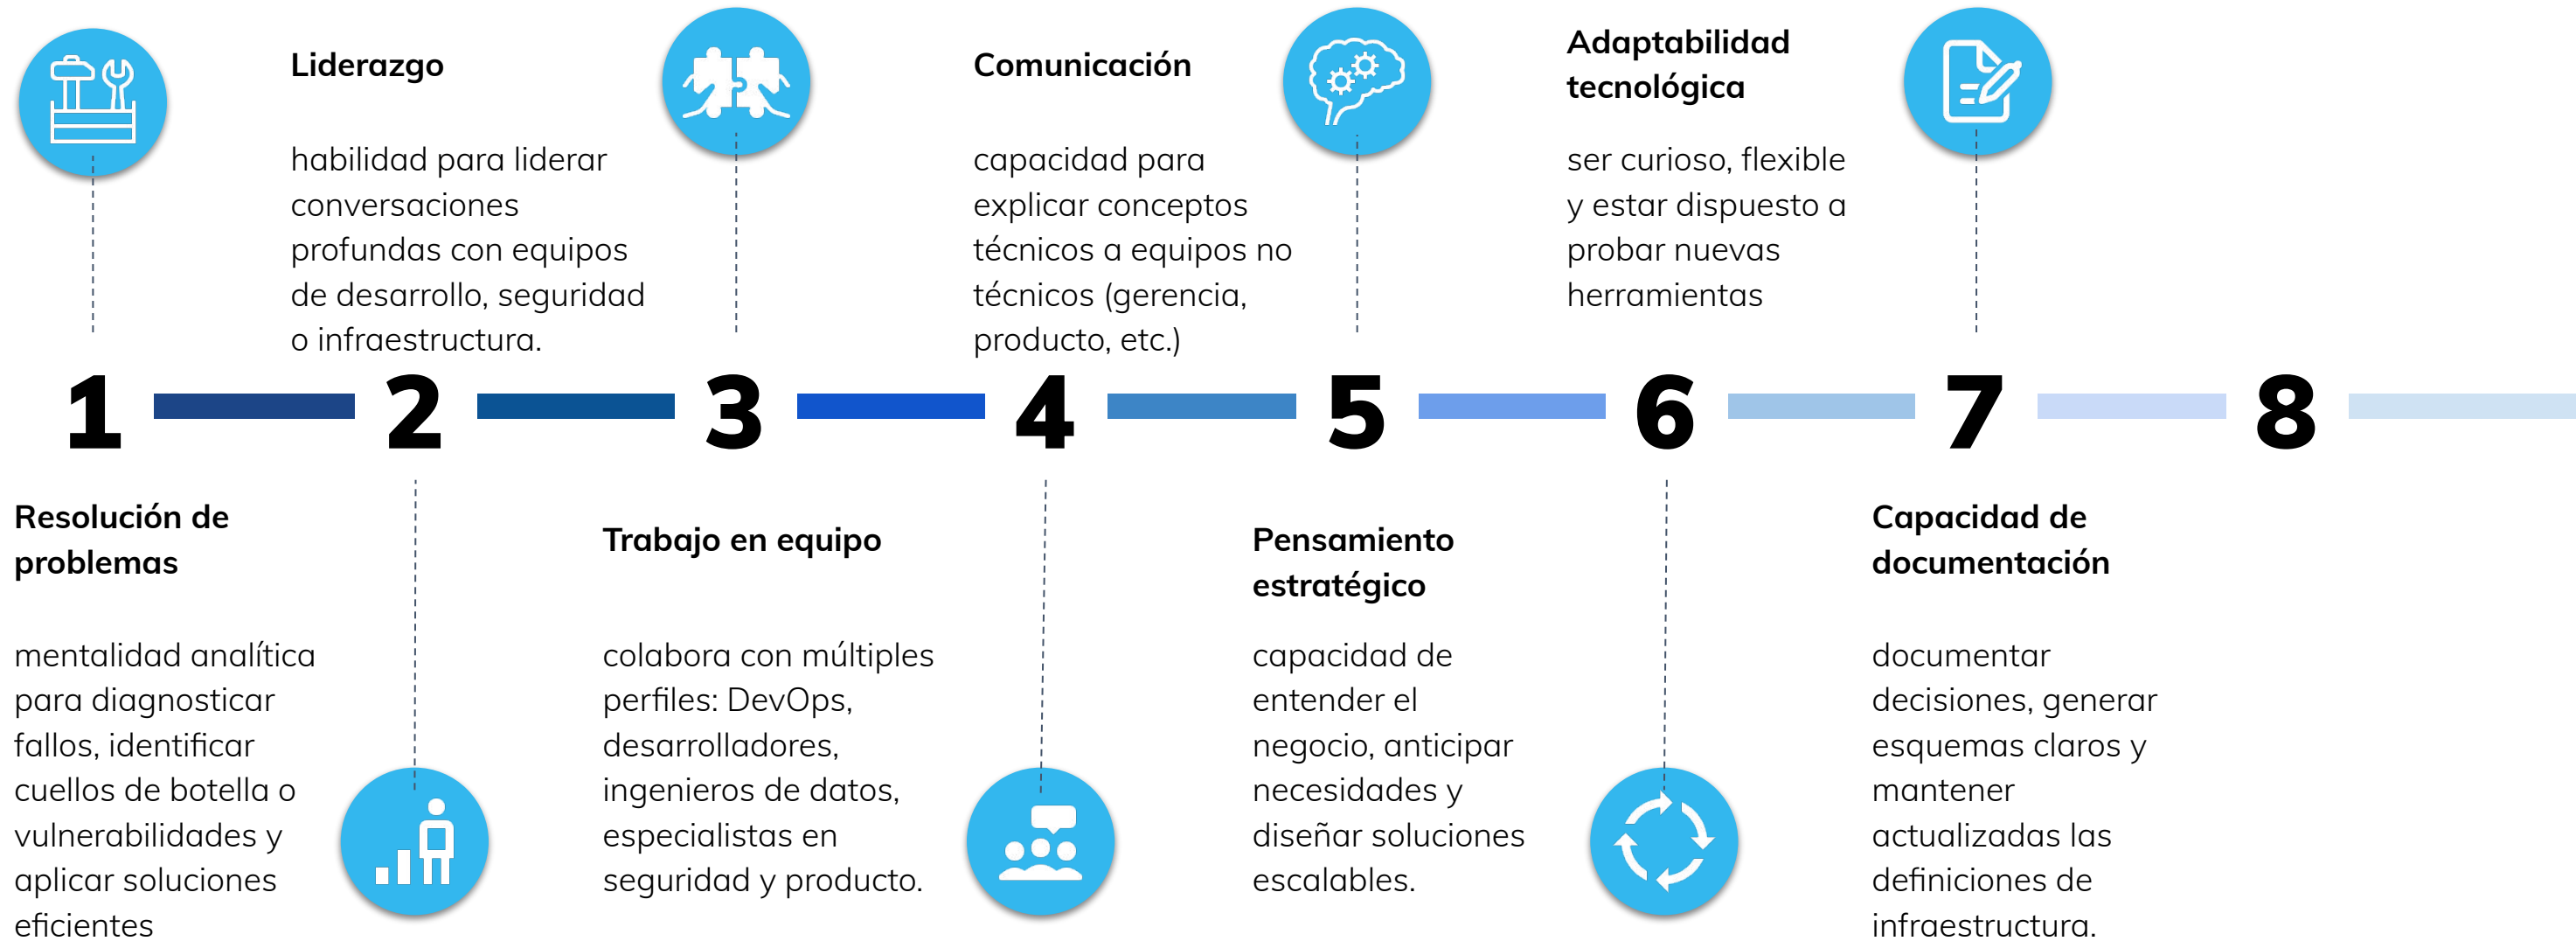 Liderazgo
habilidad para liderar
conversaciones
profundas con equipos
de desarrollo, seguridad
o infraestructura.
Comunicación
capacidad para
explicar conceptos
técnicos a equipos no
técnicos (gerencia,
producto, etc.)
Adaptabilidad
tecnológica
ser curioso, flexible
y estar dispuesto a
probar nuevas
herramientas
1 2 3 4 5 6 7 8
Resolución de
problemas
mentalidad analítica
para diagnosticar
fallos, identificar
cuellos de botella o
vulnerabilidades y
aplicar soluciones
eficientes
Trabajo en equipo
colabora con múltiples
perfiles: DevOps,
desarrolladores,
ingenieros de datos,
especialistas en
seguridad y producto.
Pensamiento
estratégico
capacidad de
entender el
negocio, anticipar
necesidades y
diseñar soluciones
escalables.
Capacidad de
documentación
documentar
decisiones, generar
esquemas claros y
mantener
actualizadas las
definiciones de
infraestructura.